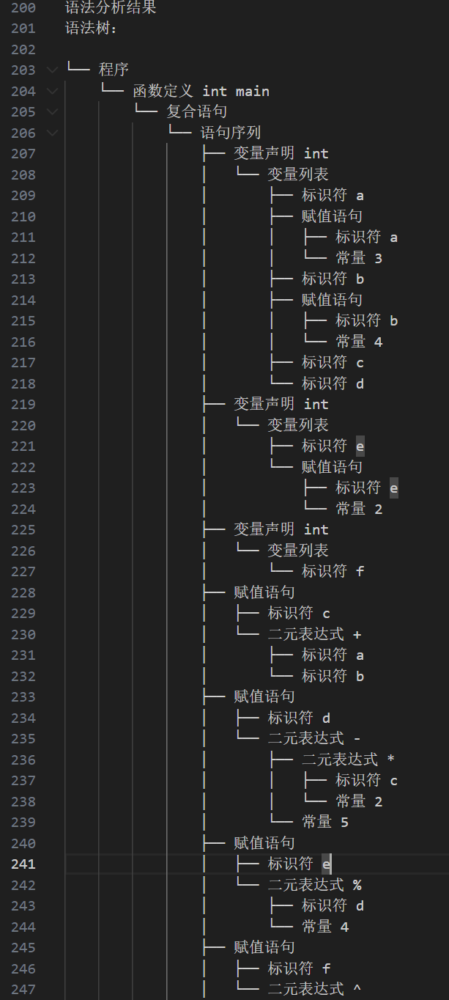 200 语法分析结果
201 语法树：
202
203 └── 程序
204     └── 函数定义 int main
205         └── 复合语句
206             └── 语句序列
207                 ├── 变量声明 int
208                 │   └── 变量列表
209                 │       ├── 标识符 a
210                 │       ├── 赋值语句
211                 │       │   ├── 标识符 a
212                 │       │   └── 常量 3
213                 │       ├── 标识符 b
214                 │       ├── 赋值语句
215                 │       │   ├── 标识符 b
216                 │       │   └── 常量 4
217                 │       ├── 标识符 c
218                 │       └── 标识符 d
219                 ├── 变量声明 int
220                 │   └── 变量列表
221                 │       ├── 标识符 e
222                 │       └── 赋值语句
223                 │           ├── 标识符 e
224                 │           └── 常量 2
225                 ├── 变量声明 int
226                 │   └── 变量列表
227                 │       └── 标识符 f
228                 ├── 赋值语句
229                 │   ├── 标识符 c
230                 │   └── 二元表达式 +
231                 │       ├── 标识符 a
232                 │       └── 标识符 b
233                 ├── 赋值语句
234                 │   ├── 标识符 d
235                 │   └── 二元表达式 -
236                 │       ├── 二元表达式 *
237                 │       │   ├── 标识符 c
238                 │       │   └── 常量 2
239                 │       └── 常量 5
240                 ├── 赋值语句
241                 │   ├── 标识符 e
242                 │   └── 二元表达式 %
243                 │       ├── 标识符 d
244                 │       └── 常量 4
245                 ├── 赋值语句
246                 │   ├── 标识符 f
247                 │   └── 二元表达式 ^